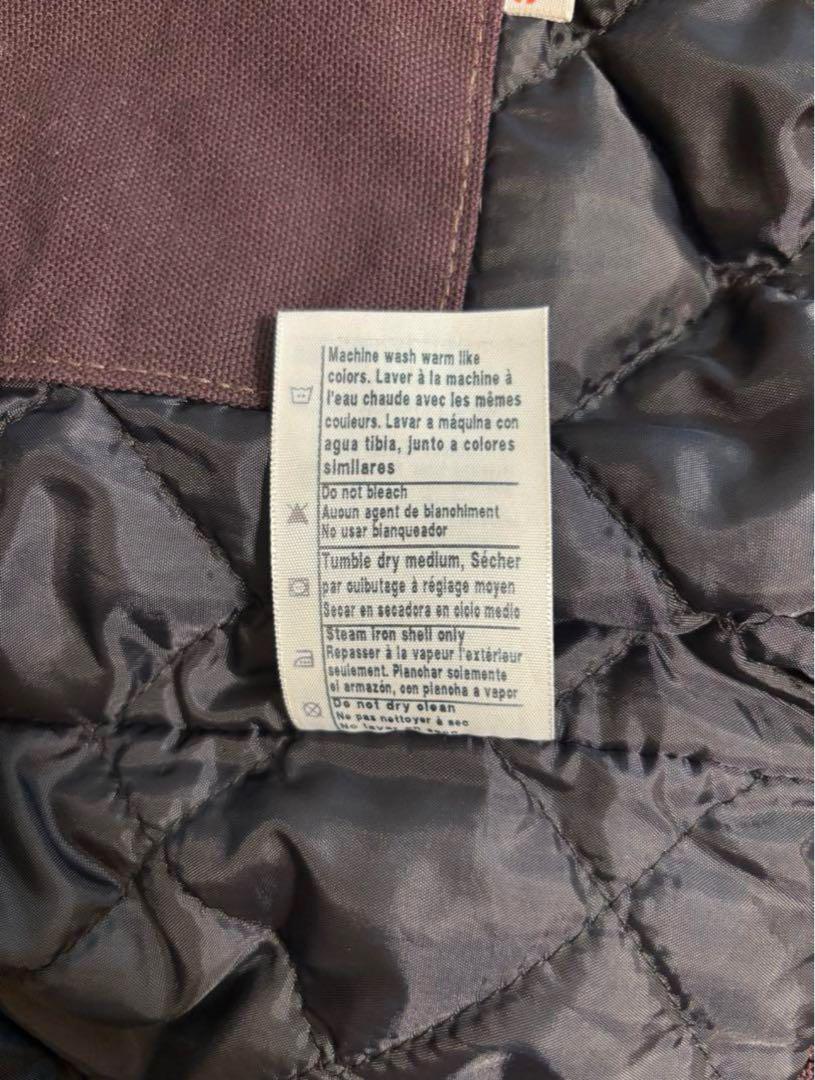 Machine wash warm like
colors. Laver à la machine à
l'eau chaude avec les mêmes
couleurs. Lavar a máquina con
agua tibia, junto a colores
similares
Do not bleach
Aucun agent de blanchiment
No usar blanqueador
Tumble dry medium, Sécher
par culbutage à réglage moyen
Secar en secadora en ciclo medio
Steam iron shell only
Repasser à la vapeur l'extérieur
seulement. Planchar solamente
el armazón, con plancha a vapor
Do not dry clean
Ne pas nettoyer à sec